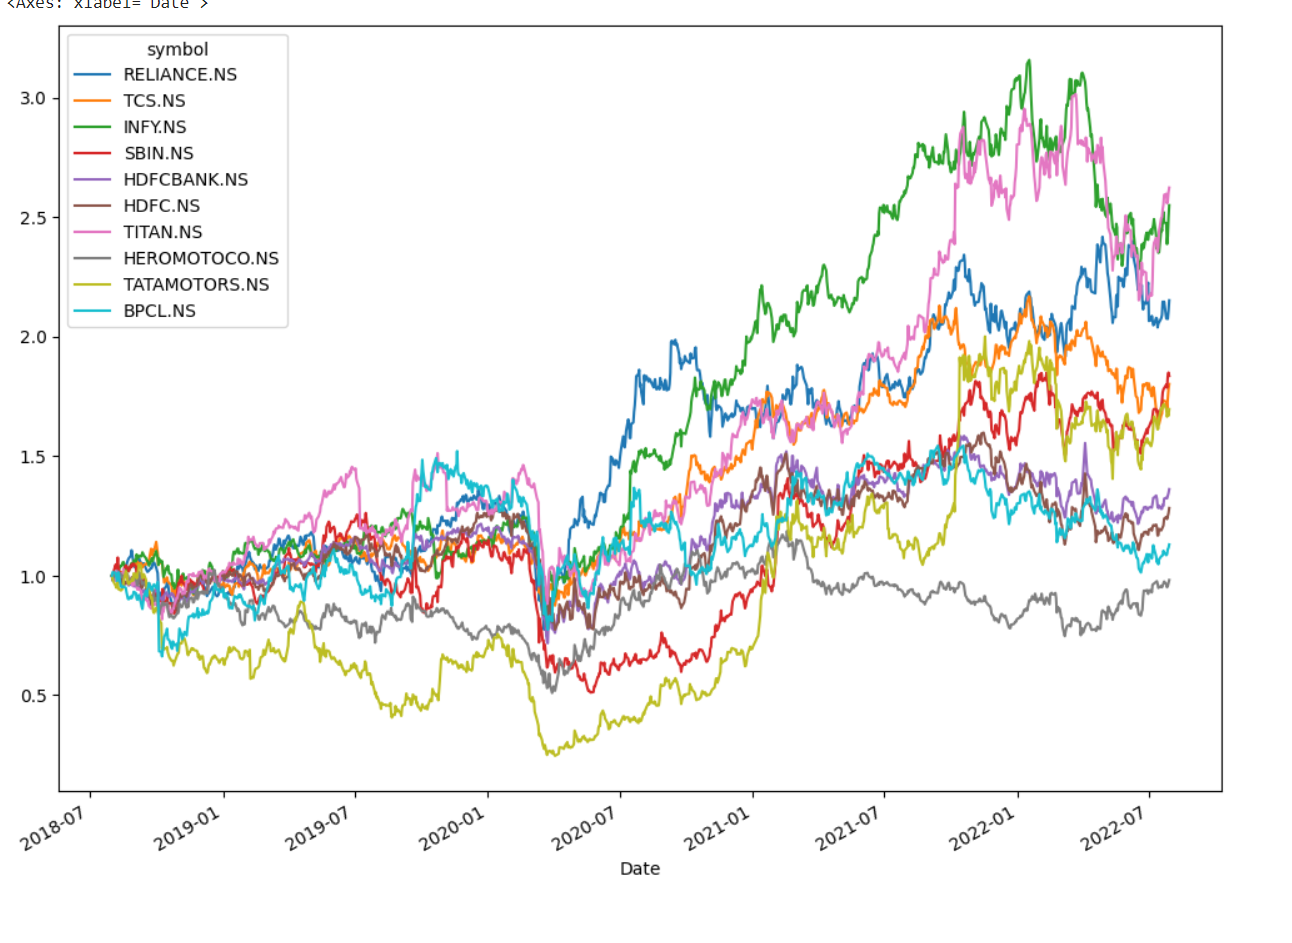 <Axes: xlabel='Date'>
symbol
RELIANCE.NS
TCS.NS
INFY.NS
SBIN.NS
HDFCBANK.NS
HDFC.NS
TITAN.NS
HEROMOTOCO.NS
TATAMOTORS.NS
BPCL.NS
3.0
2.5
2.0
1.5
1.0
0.5
2018-07
2019-01
2019-07
2020-01
2020-07
2021-01
2021-07
2022-01
2022-07
Date